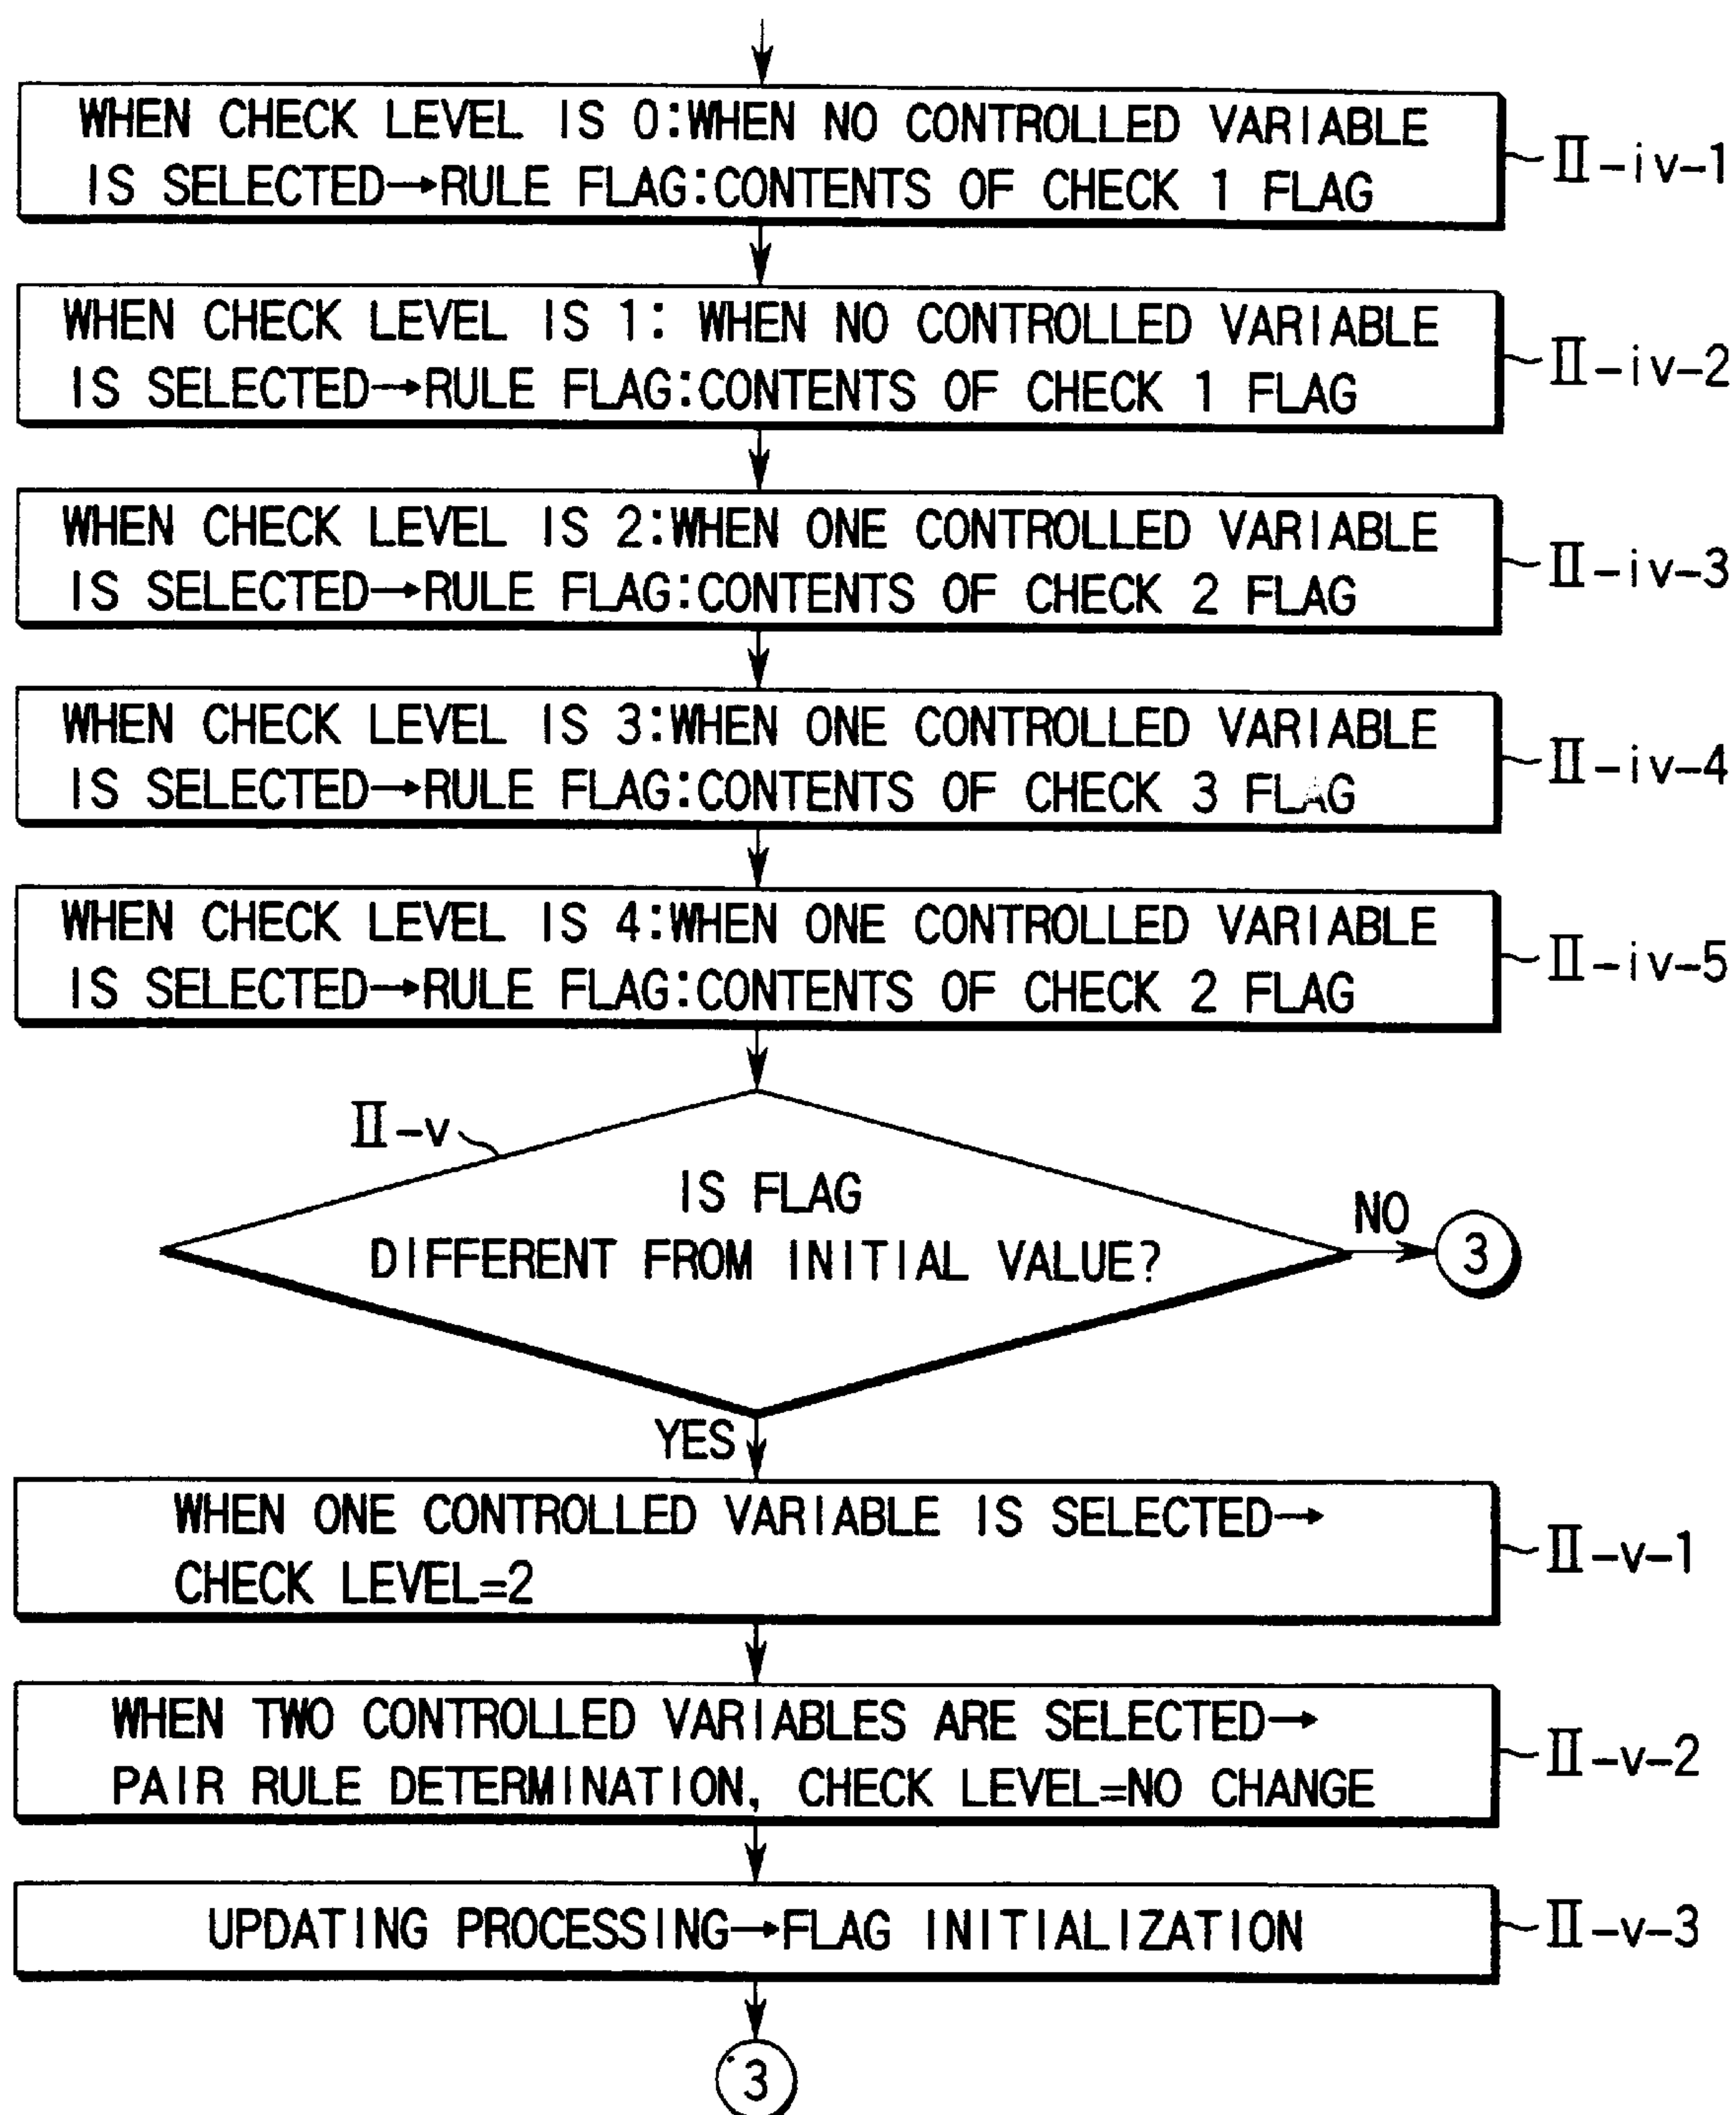 WHEN CHECK LEVEL IS 0:WHEN NO CONTROLLED VARIABLE
IS SELECTED→RULE FLAG:CONTENTS OF CHECK 1 FLAG
II-iv-1
WHEN CHECK LEVEL IS 1: WHEN NO CONTROLLED VARIABLE
IS SELECTED→RULE FLAG:CONTENTS OF CHECK 1 FLAG
II-iv-2
WHEN CHECK LEVEL IS 2:WHEN ONE CONTROLLED VARIABLE
IS SELECTED→RULE FLAG:CONTENTS OF CHECK 2 FLAG
II-iv-3
WHEN CHECK LEVEL IS 3:WHEN ONE CONTROLLED VARIABLE
IS SELECTED→RULE FLAG:CONTENTS OF CHECK 3 FLAG
II-iv-4
WHEN CHECK LEVEL IS 4:WHEN ONE CONTROLLED VARIABLE
IS SELECTED→RULE FLAG:CONTENTS OF CHECK 2 FLAG
II-iv-5
II-v
IS FLAG
DIFFERENT FROM INITIAL VALUE?
NO
3
YES
WHEN ONE CONTROLLED VARIABLE IS SELECTED→
CHECK LEVEL=2
II-v-1
WHEN TWO CONTROLLED VARIABLES ARE SELECTED→
PAIR RULE DETERMINATION, CHECK LEVEL=NO CHANGE
II-v-2
UPDATING PROCESSING→FLAG INITIALIZATION
II-v-3
3